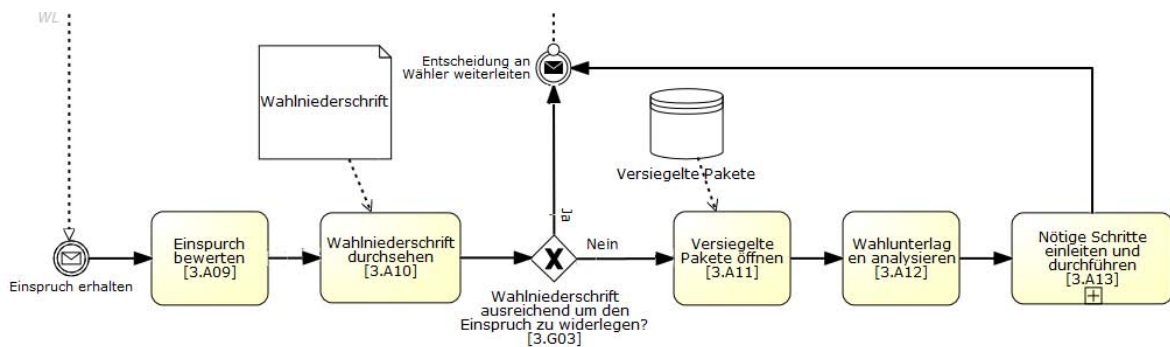 WL
Entscheidung an
Wähler weiterleiten
Wahlniederschrift
Versiegelte Pakete
Ja
Einspruch erhalten
Einspurch
bewerten
[3.A09]
Wahlniederschrift
durchsehen
[3.A10]
Nein
Wahlniederschrift
ausreichend um den
Einspruch zu widerlegen?
[3.G03]
Versiegelte
Pakete öffnen
[3.A11]
Wahlunterlag
en analysieren
[3.A12]
Nötige Schritte
einleiten und
durchführen
[3.A13]